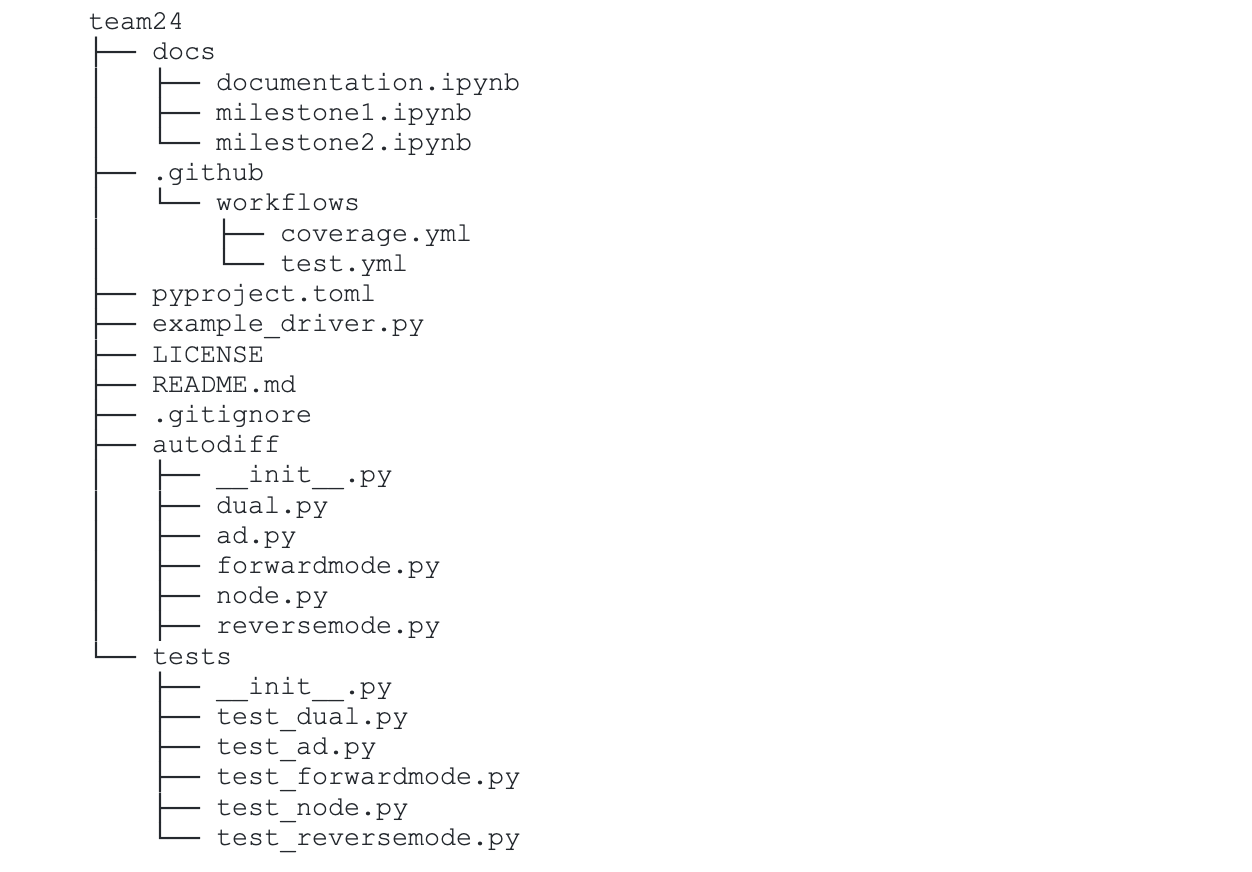 team24
├── docs
│   ├── documentation.ipynb
│   ├── milestone1.ipynb
│   └── milestone2.ipynb
├── .github
│   └── workflows
│       ├── coverage.yml
│       └── test.yml
├── pyproject.toml
├── example_driver.py
├── LICENSE
├── README.md
├── .gitignore
├── autodiff
│   ├── __init__.py
│   ├── dual.py
│   ├── ad.py
│   ├── forwardmode.py
│   ├── node.py
│   ├── reversemode.py
└── tests
    ├── __init__.py
    ├── test_dual.py
    ├── test_ad.py
    ├── test_forwardmode.py
    ├── test_node.py
    └── test_reversemode.py